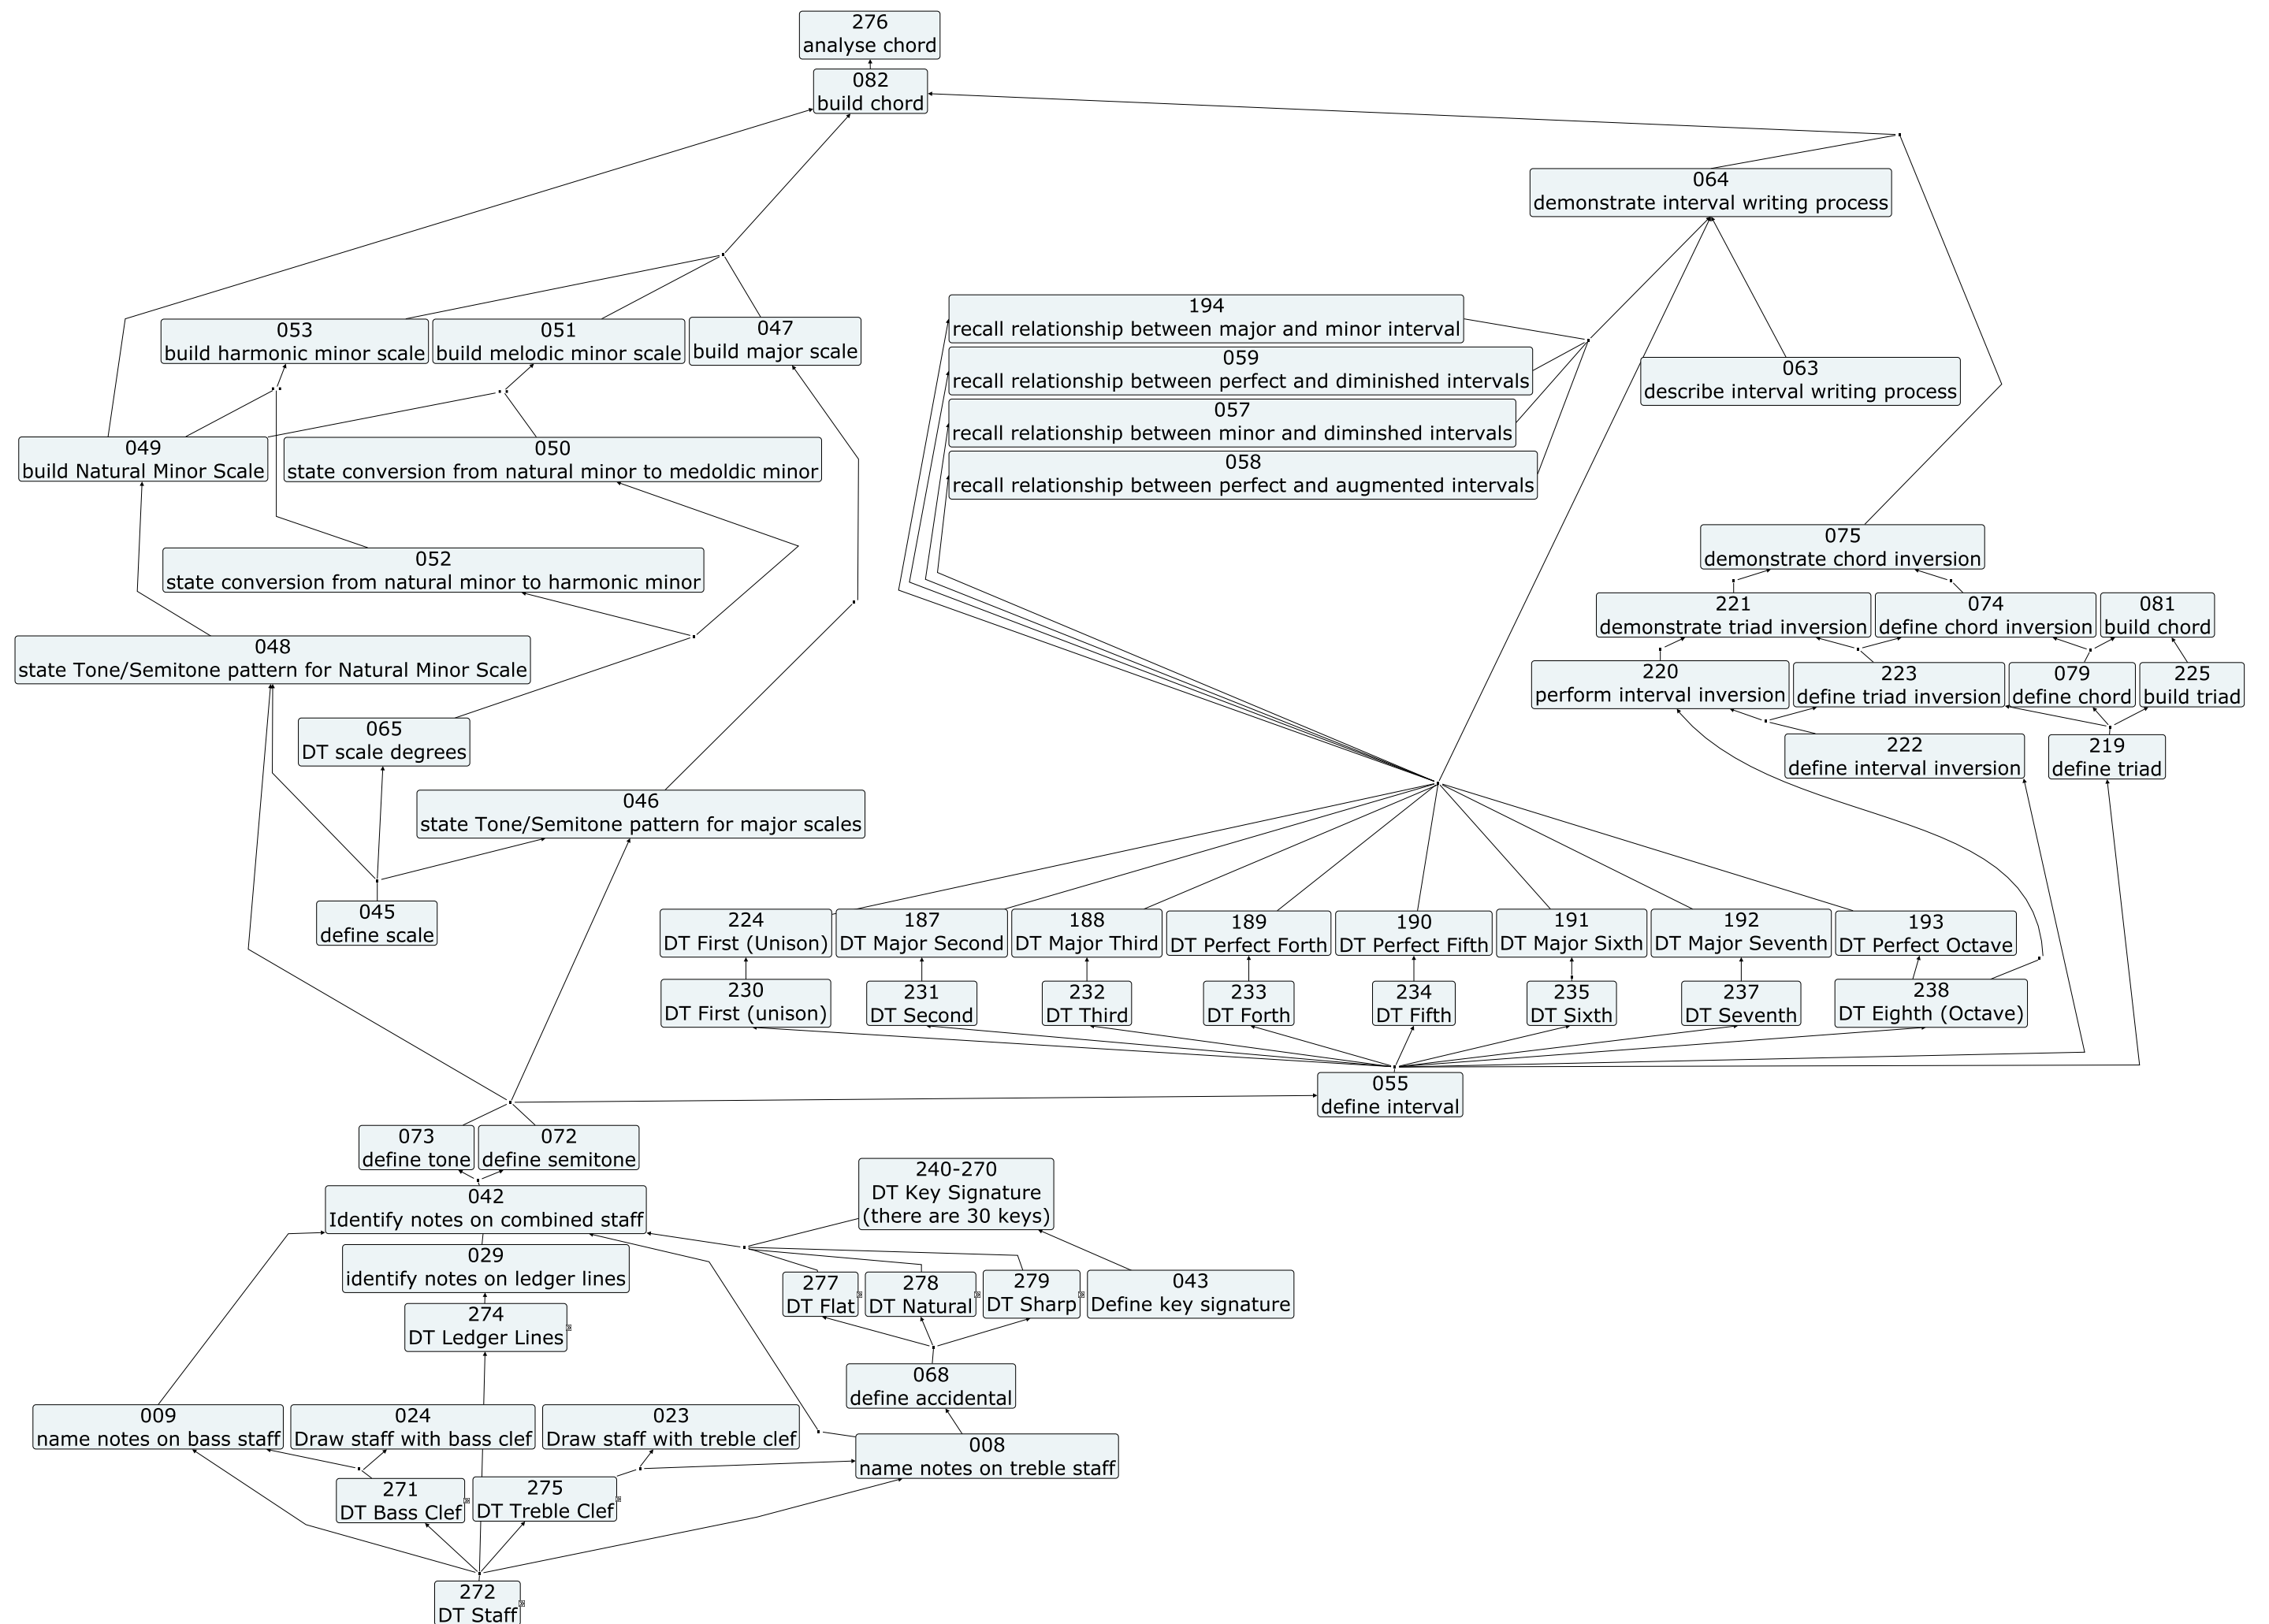 276
analyse chord
082
build chord
064
demonstrate interval writing process
194
recall relationship between major and minor interval
053
build harmonic minor scale
051
build melodic minor scale
047
build major scale
059
recall relationship between perfect and diminished intervals
063
describe interval writing process
057
recall relationship between minor and diminshed intervals
049
build Natural Minor Scale
050
state conversion from natural minor to medoldic minor
058
recall relationship between perfect and augmented intervals
075
demonstrate chord inversion
052
state conversion from natural minor to harmonic minor
221
demonstrate triad inversion
074
define chord inversion
081
build chord
048
state Tone/Semitone pattern for Natural Minor Scale
220
perform interval inversion
223
define triad inversion
079
define chord
225
build triad
065
DT scale degrees
222
define interval inversion
219
define triad
046
state Tone/Semitone pattern for major scales
045
define scale
224
DT First (Unison)
187
DT Major Second
188
DT Major Third
189
DT Perfect Forth
190
DT Perfect Fifth
191
DT Major Sixth
192
DT Major Seventh
193
DT Perfect Octave
230
DT First (unison)
231
DT Second
232
DT Third
233
DT Forth
234
DT Fifth
235
DT Sixth
237
DT Seventh
238
DT Eighth (Octave)
055
define interval
073
define tone
072
define semitone
240-270
DT Key Signature
(there are 30 keys)
042
Identify notes on combined staff
029
identify notes on ledger lines
277
DT Flat
278
DT Natural
279
DT Sharp
043
Define key signature
274
DT Ledger Lines
068
define accidental
009
name notes on bass staff
024
Draw staff with bass clef
023
Draw staff with treble clef
008
name notes on treble staff
271
DT Bass Clef
275
DT Treble Clef
272
DT Staff